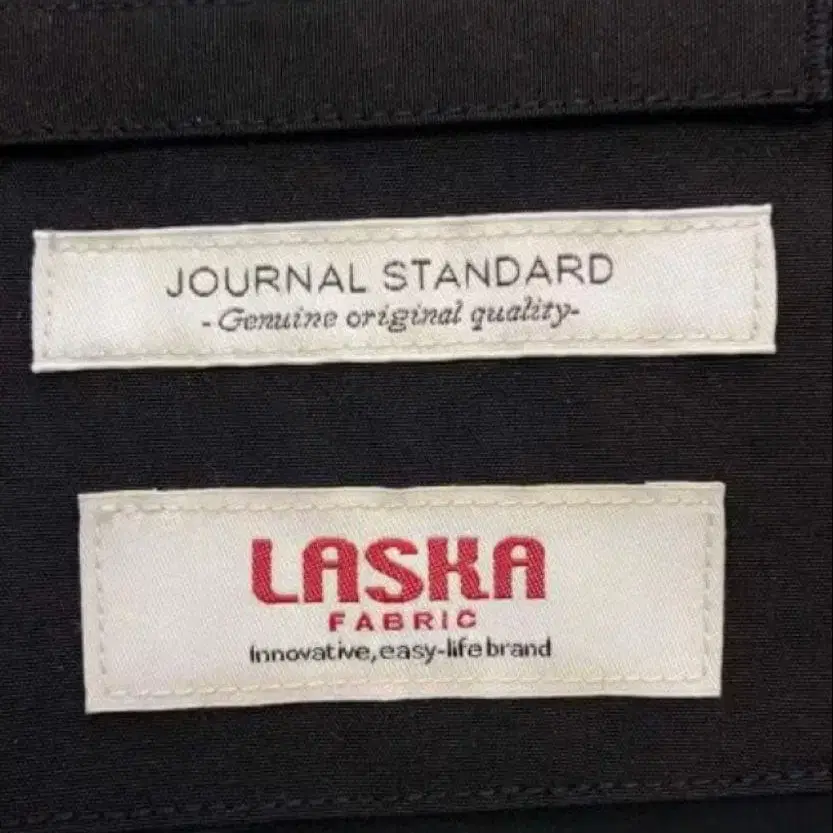 JOURNAL STANDARD
-Genuine original quality-
LASKA
FABRIC
Innovative,easy-life brand